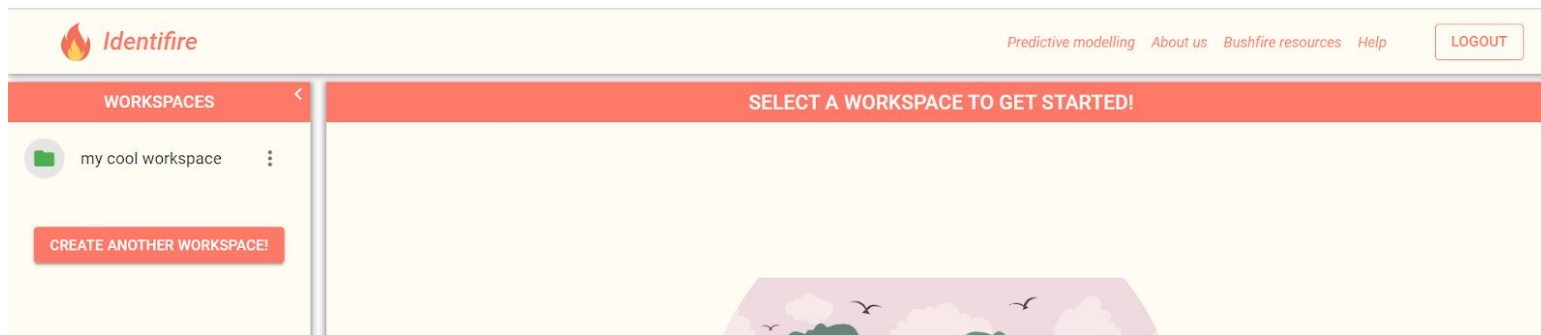 Identifire
Predictive modelling About us Bushfire resources Help LOGOUT
WORKSPACES
SELECT A WORKSPACE TO GET STARTED!
my cool workspace
CREATE ANOTHER WORKSPACE!